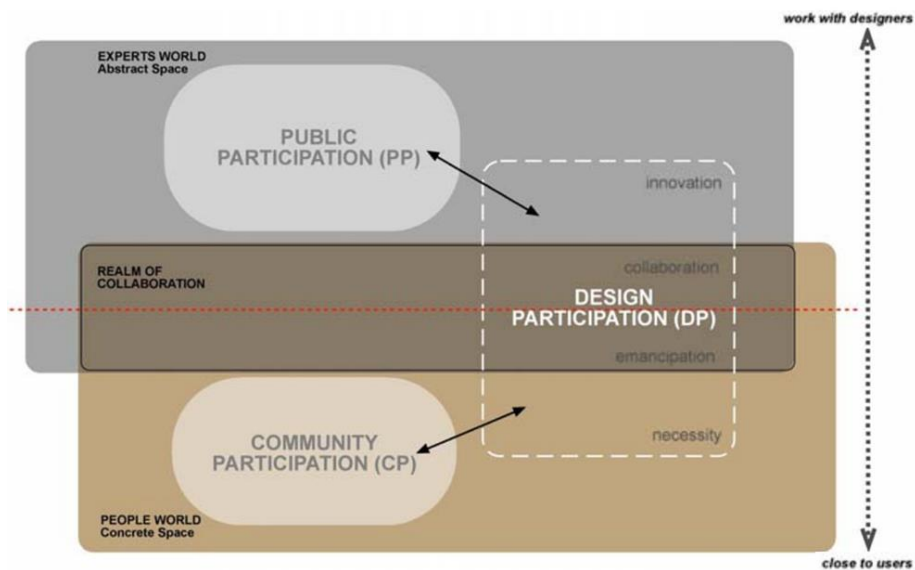 work with designers
EXPERTS WORLD
Abstract Space
PUBLIC
PARTICIPATION (PP)
innovation
REALM OF
COLLABORATION
collaboration
DESIGN
PARTICIPATION (DP)
emancipation
COMMUNITY
PARTICIPATION (CP)
necessity
PEOPLE WORLD
Concrete Space
close to users